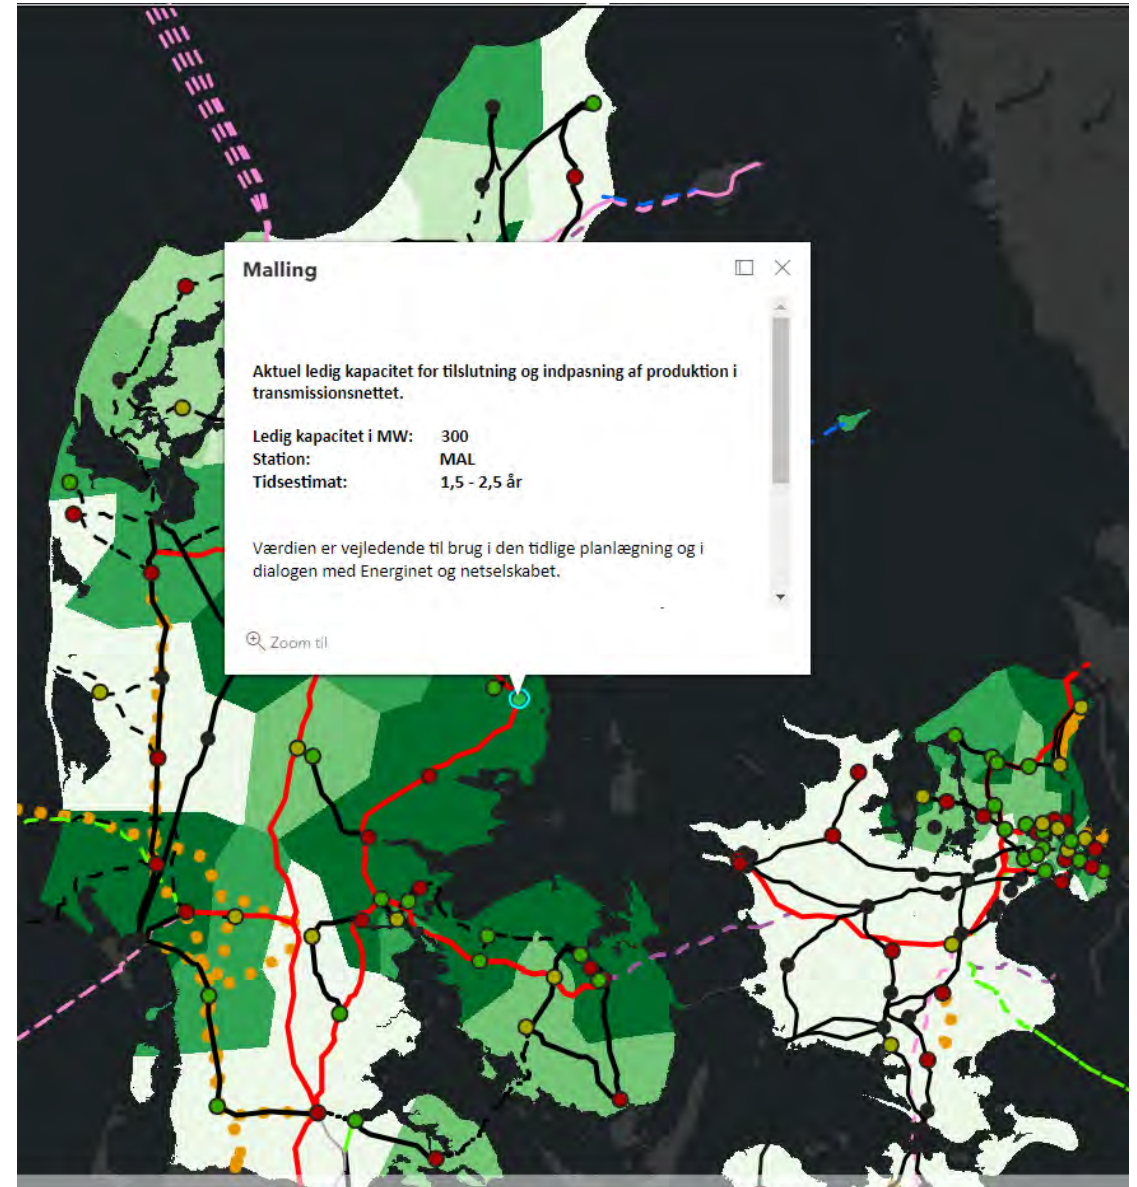 Malling
Aktuel ledig kapacitet for tilslutning og indpasning af produktion i
transmissionsnettet.
Ledig kapacitet i MW: 300
Station: MAL
Tidsestimat: 1,5 - 2,5 år
Værdien er vejledende til brug i den tidlige planlægning og i
dialogen med Energinet og netselskabet.
Zoom til